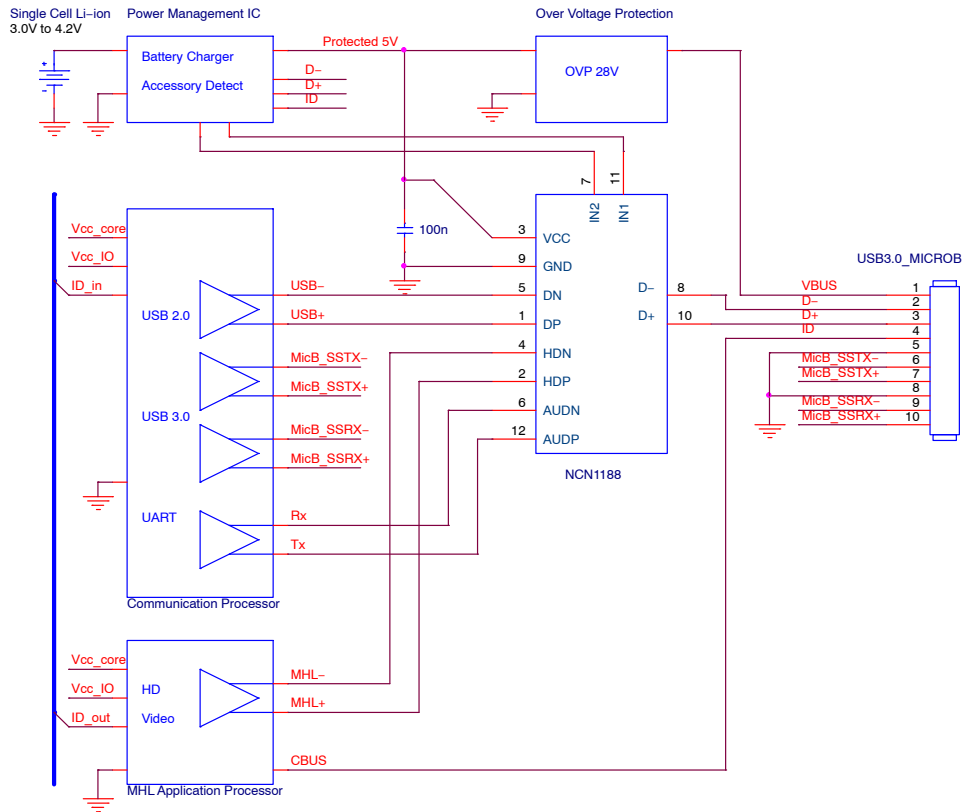 Single Cell Li-ion
3.0V to 4.2V
Power Management IC
Over Voltage Protection
+
-
Battery Charger
Accessory Detect
Protected 5V
D-
D+
ID
OVP 28V
7
11
IN2
IN1
100n
3
VCC
9
GND
5
DN
1
DP
4
HDN
2
HDP
6
AUDN
12
AUDP
D-
8
D+
10
NCN1188
USB3.0_MICROB
VBUS
1
D-
2
D+
3
ID
4
5
MicB_SSTX-
6
MicB_SSTX+
7
8
MicB_SSRX-
9
MicB_SSRX+
10
Vcc_core
Vcc_IO
ID_in
USB 2.0
USB-
USB+
MicB_SSTX-
MicB_SSTX+
USB 3.0
MicB_SSRX-
MicB_SSRX+
UART
Rx
Tx
Communication Processor
Vcc_core
Vcc_IO
ID_out
HD
Video
MHL-
MHL+
CBUS
MHL Application Processor